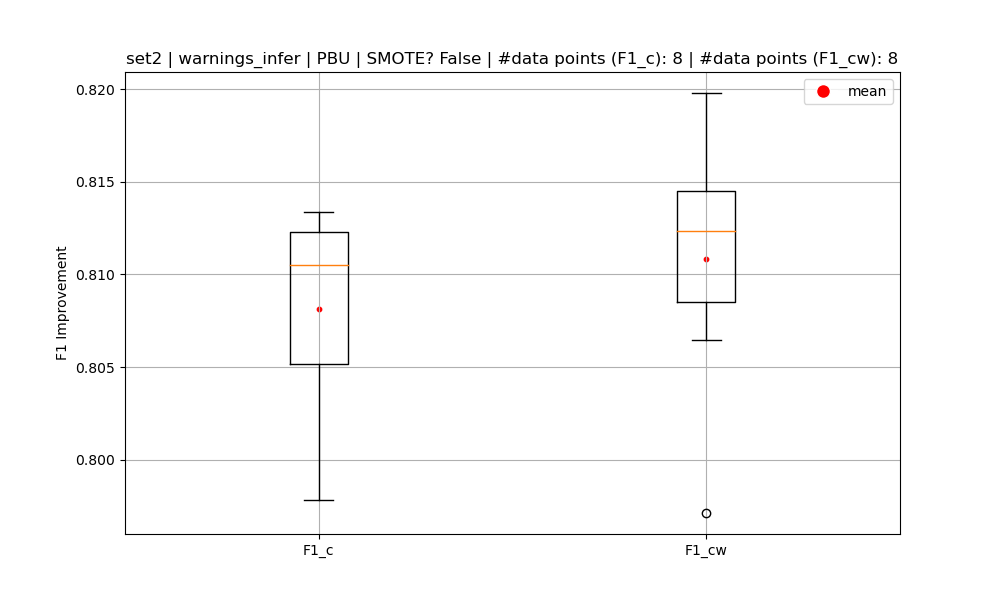 set2 | warnings_infer | PBU | SMOTE? False | #data points (F1_c): 8 | #data points (F1_cw): 8
mean
0.820
0.815
0.810
0.805
0.800
F1 Improvement
F1_c
F1_cw